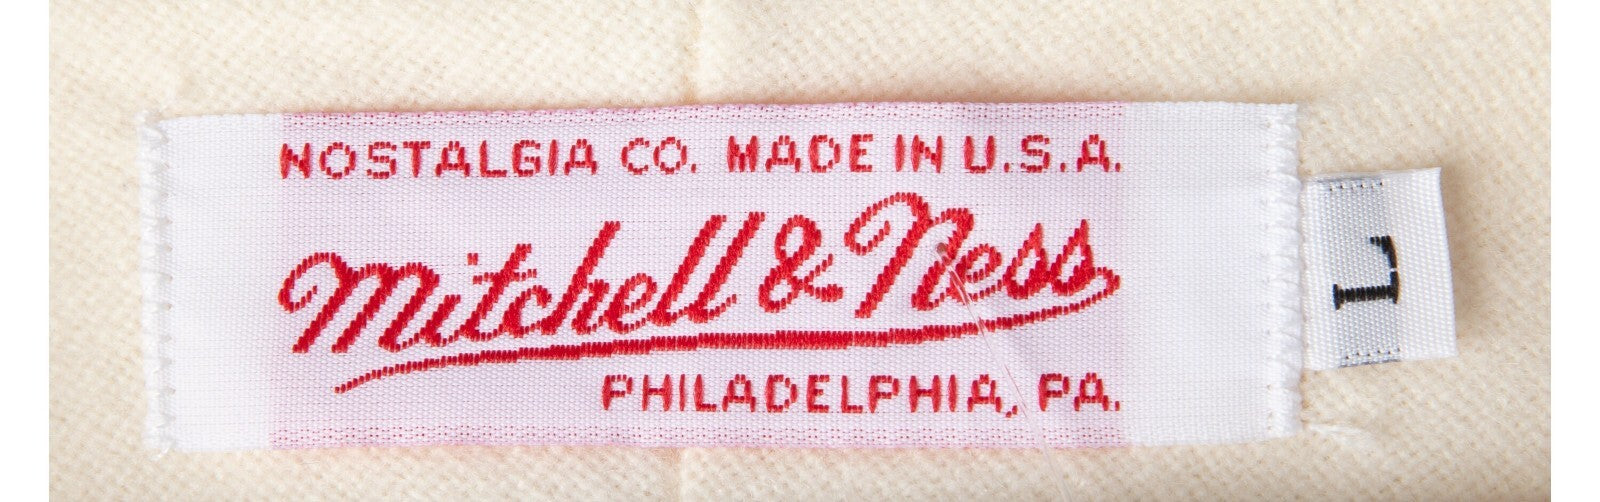 NOSTALGIA CO. MADE IN U.S.A.
Mitchell & Ness
PHILADELPHIA, PA.
L